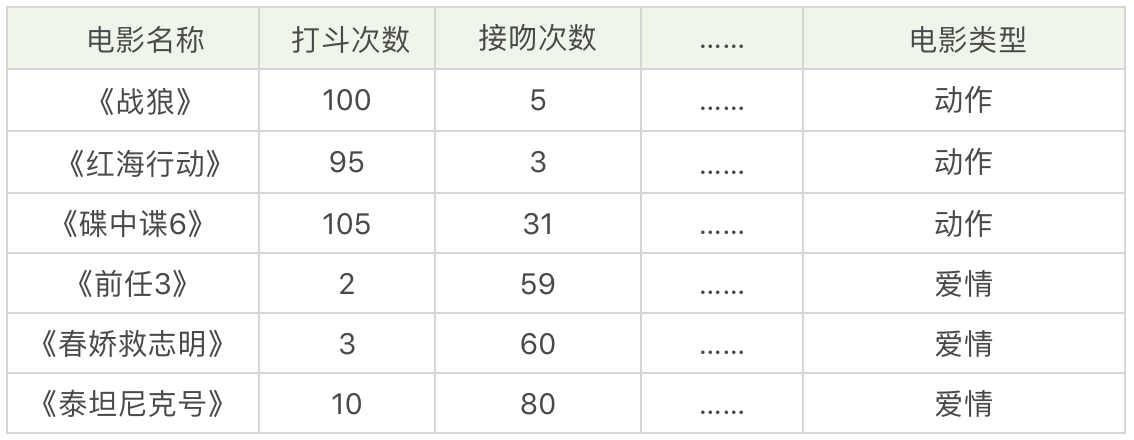 电影名称 打斗次数 接吻次数 …… 电影类型
《战狼》 100 5 …… 动作
《红海行动》 95 3 …… 动作
《碟中谍6》 105 31 …… 动作
《前任3》 2 59 …… 爱情
《春娇救志明》 3 60 …… 爱情
《泰坦尼克号》 10 80 …… 爱情